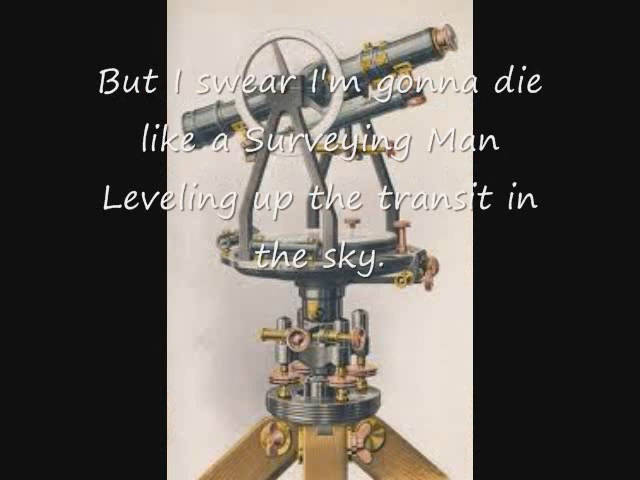 But I swear I'm gonna die
like a Surveying Man
Leveling up the transit in
the sky.